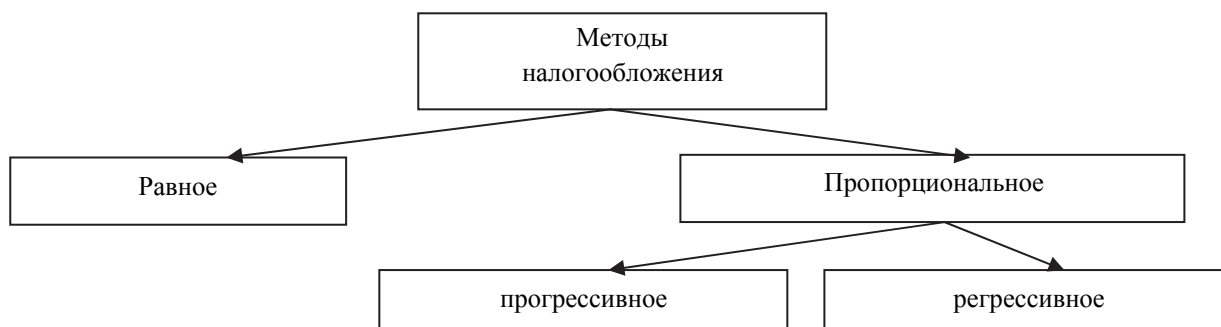 Методы
налогообложения
Равное
Пропорциональное
прогрессивное
регрессивное